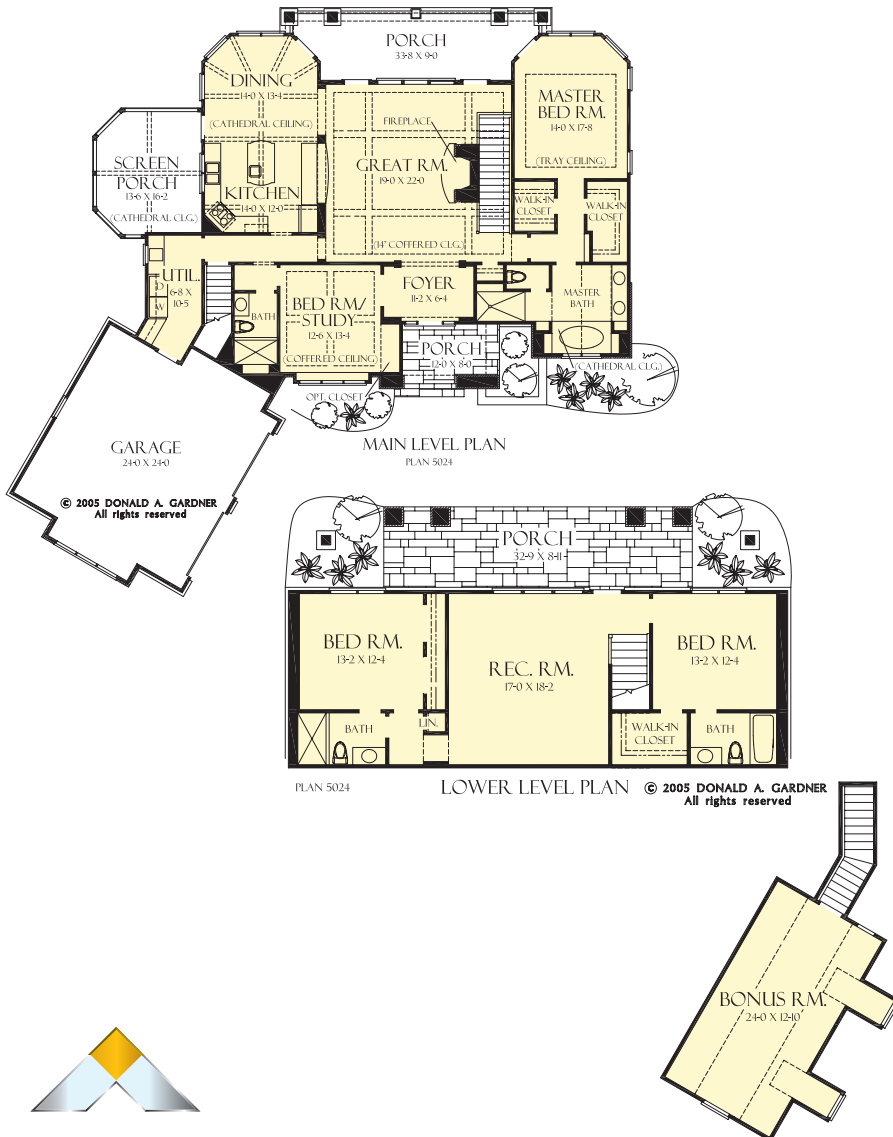 PORCH
33-8 X 9-0
DINING
14-0 X 13-4
(CATHEDRAL CEILING)
MASTER
BED RM.
14-0 X 17-8
(TRAY CEILING)
FIREPLACE
GREAT RM.
19-0 X 22-0
(14" COFFERED CLG.)
SCREEN
PORCH
13-6 X 16-2
(CATHEDRAL CLG.)
KITCHEN
14-0 X 12-0
WALK-IN
CLOSET
WALK-IN
CLOSET
UTIL.
6-8 X
10-5
D
W
BATH
BED RM/
STUDY
12-6 X 13-4
(COFFERED CEILING)
FOYER
11-2 X 6-4
MASTER
BATH
PORCH
12-0 X 8-0
(CATHEDRAL CLG.)
OPT. CLOSET
GARAGE
24-0 X 24-0
MAIN LEVEL PLAN
PLAN 5024
© 2005 DONALD A. GARDNER
All rights reserved
PORCH
32-9 X 8-11
BED RM.
13-2 X 12-4
REC. RM.
17-0 X 18-2
BED RM.
13-2 X 12-4
BATH
LIN.
WALK-IN
CLOSET
BATH
PLAN 5024
LOWER LEVEL PLAN
© 2005 DONALD A. GARDNER
All rights reserved
BONUS RM.
24-0 X 12-10